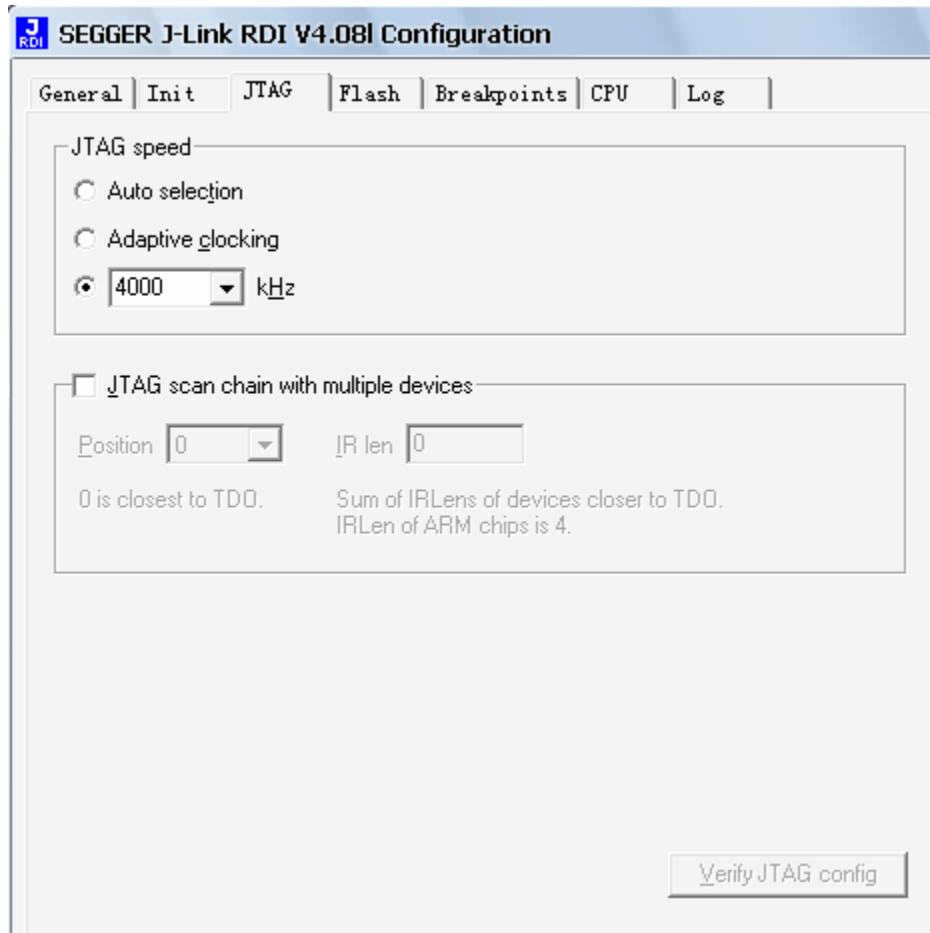 J RDI SEGGER J-Link RDI V4.08l Configuration
General Init JTAG Flash Breakpoints CPU Log
JTAG speed
Auto selection
Adaptive clocking
4000 kHz
JTAG scan chain with multiple devices
Position 0 IR len 0
0 is closest to TDO. Sum of IRLens of devices closer to TDO.
IRLen of ARM chips is 4.
Verify JTAG config